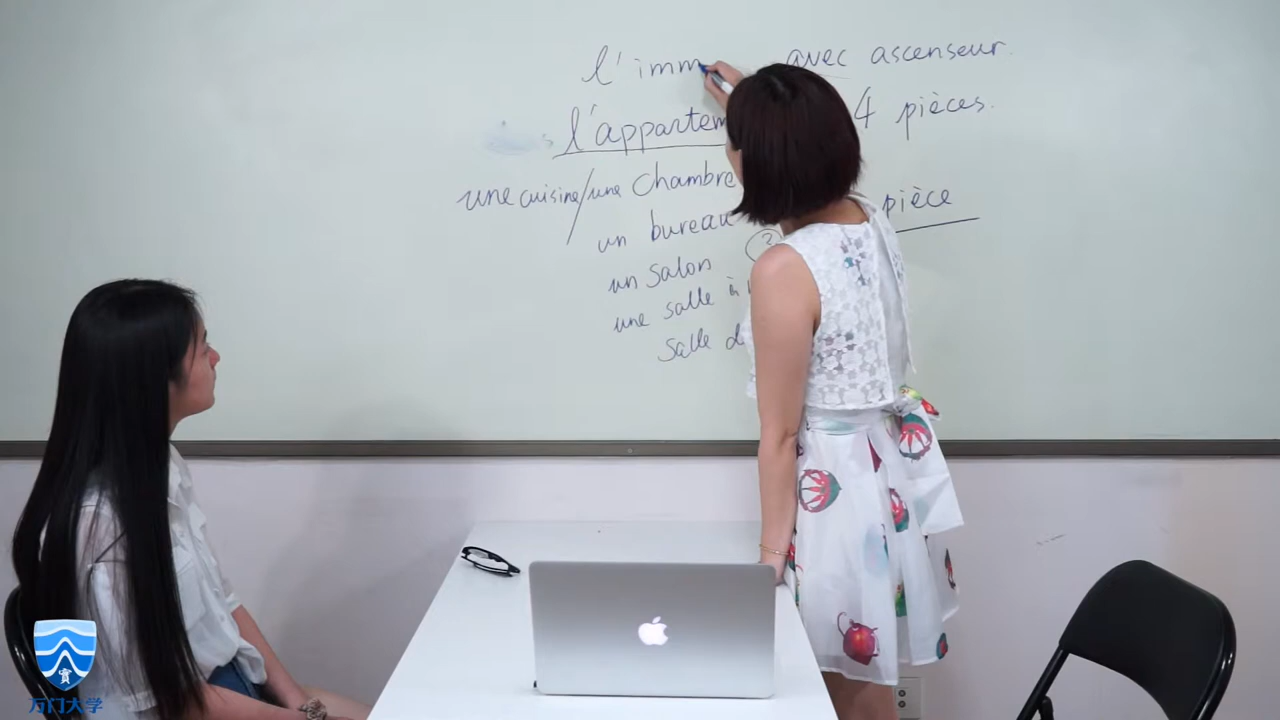 l'imm avec ascenseur.
l'appartem 4 pièces.
une cuisine/une chambre pièce
un bureau
un salon ?
une salle à
salle d
万门大学